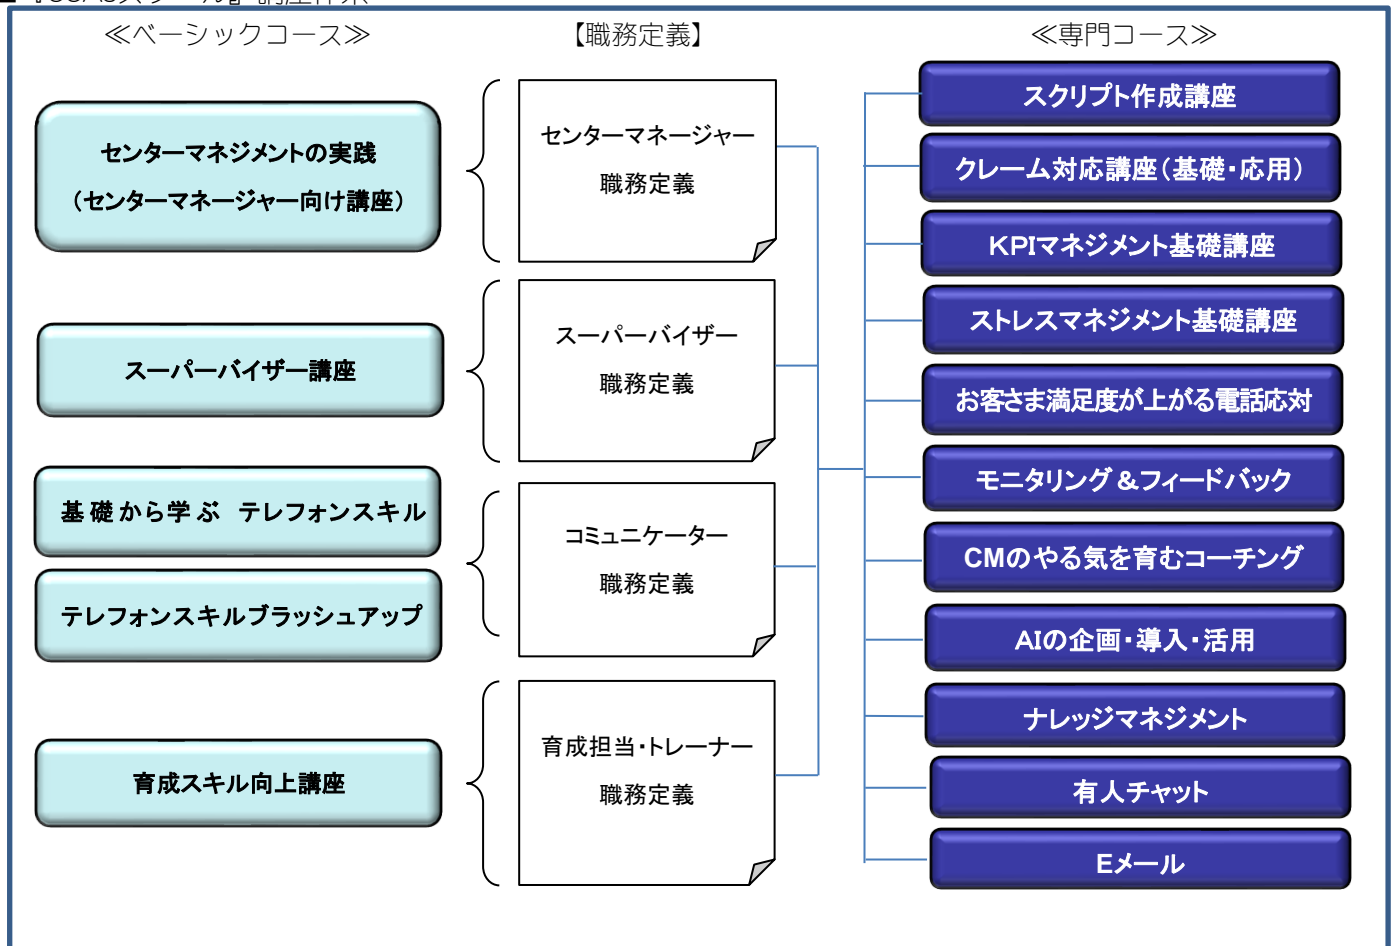 ≪ベーシックコース≫
【職務定義】
≪専門コース≫
センターマネジメントの実践
（センターマネージャー向け講座）
スーパーバイザー講座
基礎から学ぶ テレフォンスキル
テレフォンスキルブラッシュアップ
育成スキル向上講座
センターマネージャー
職務定義
スーパーバイザー
職務定義
コミュニケーター
職務定義
育成担当・トレーナー
職務定義
スクリプト作成講座
クレーム対応講座（基礎・応用）
KPIマネジメント基礎講座
ストレスマネジメント基礎講座
お客さま満足度が上がる電話応対
モニタリング＆フィードバック
CMのやる気を育むコーチング
AIの企画・導入・活用
ナレッジマネジメント
有人チャット
Eメール